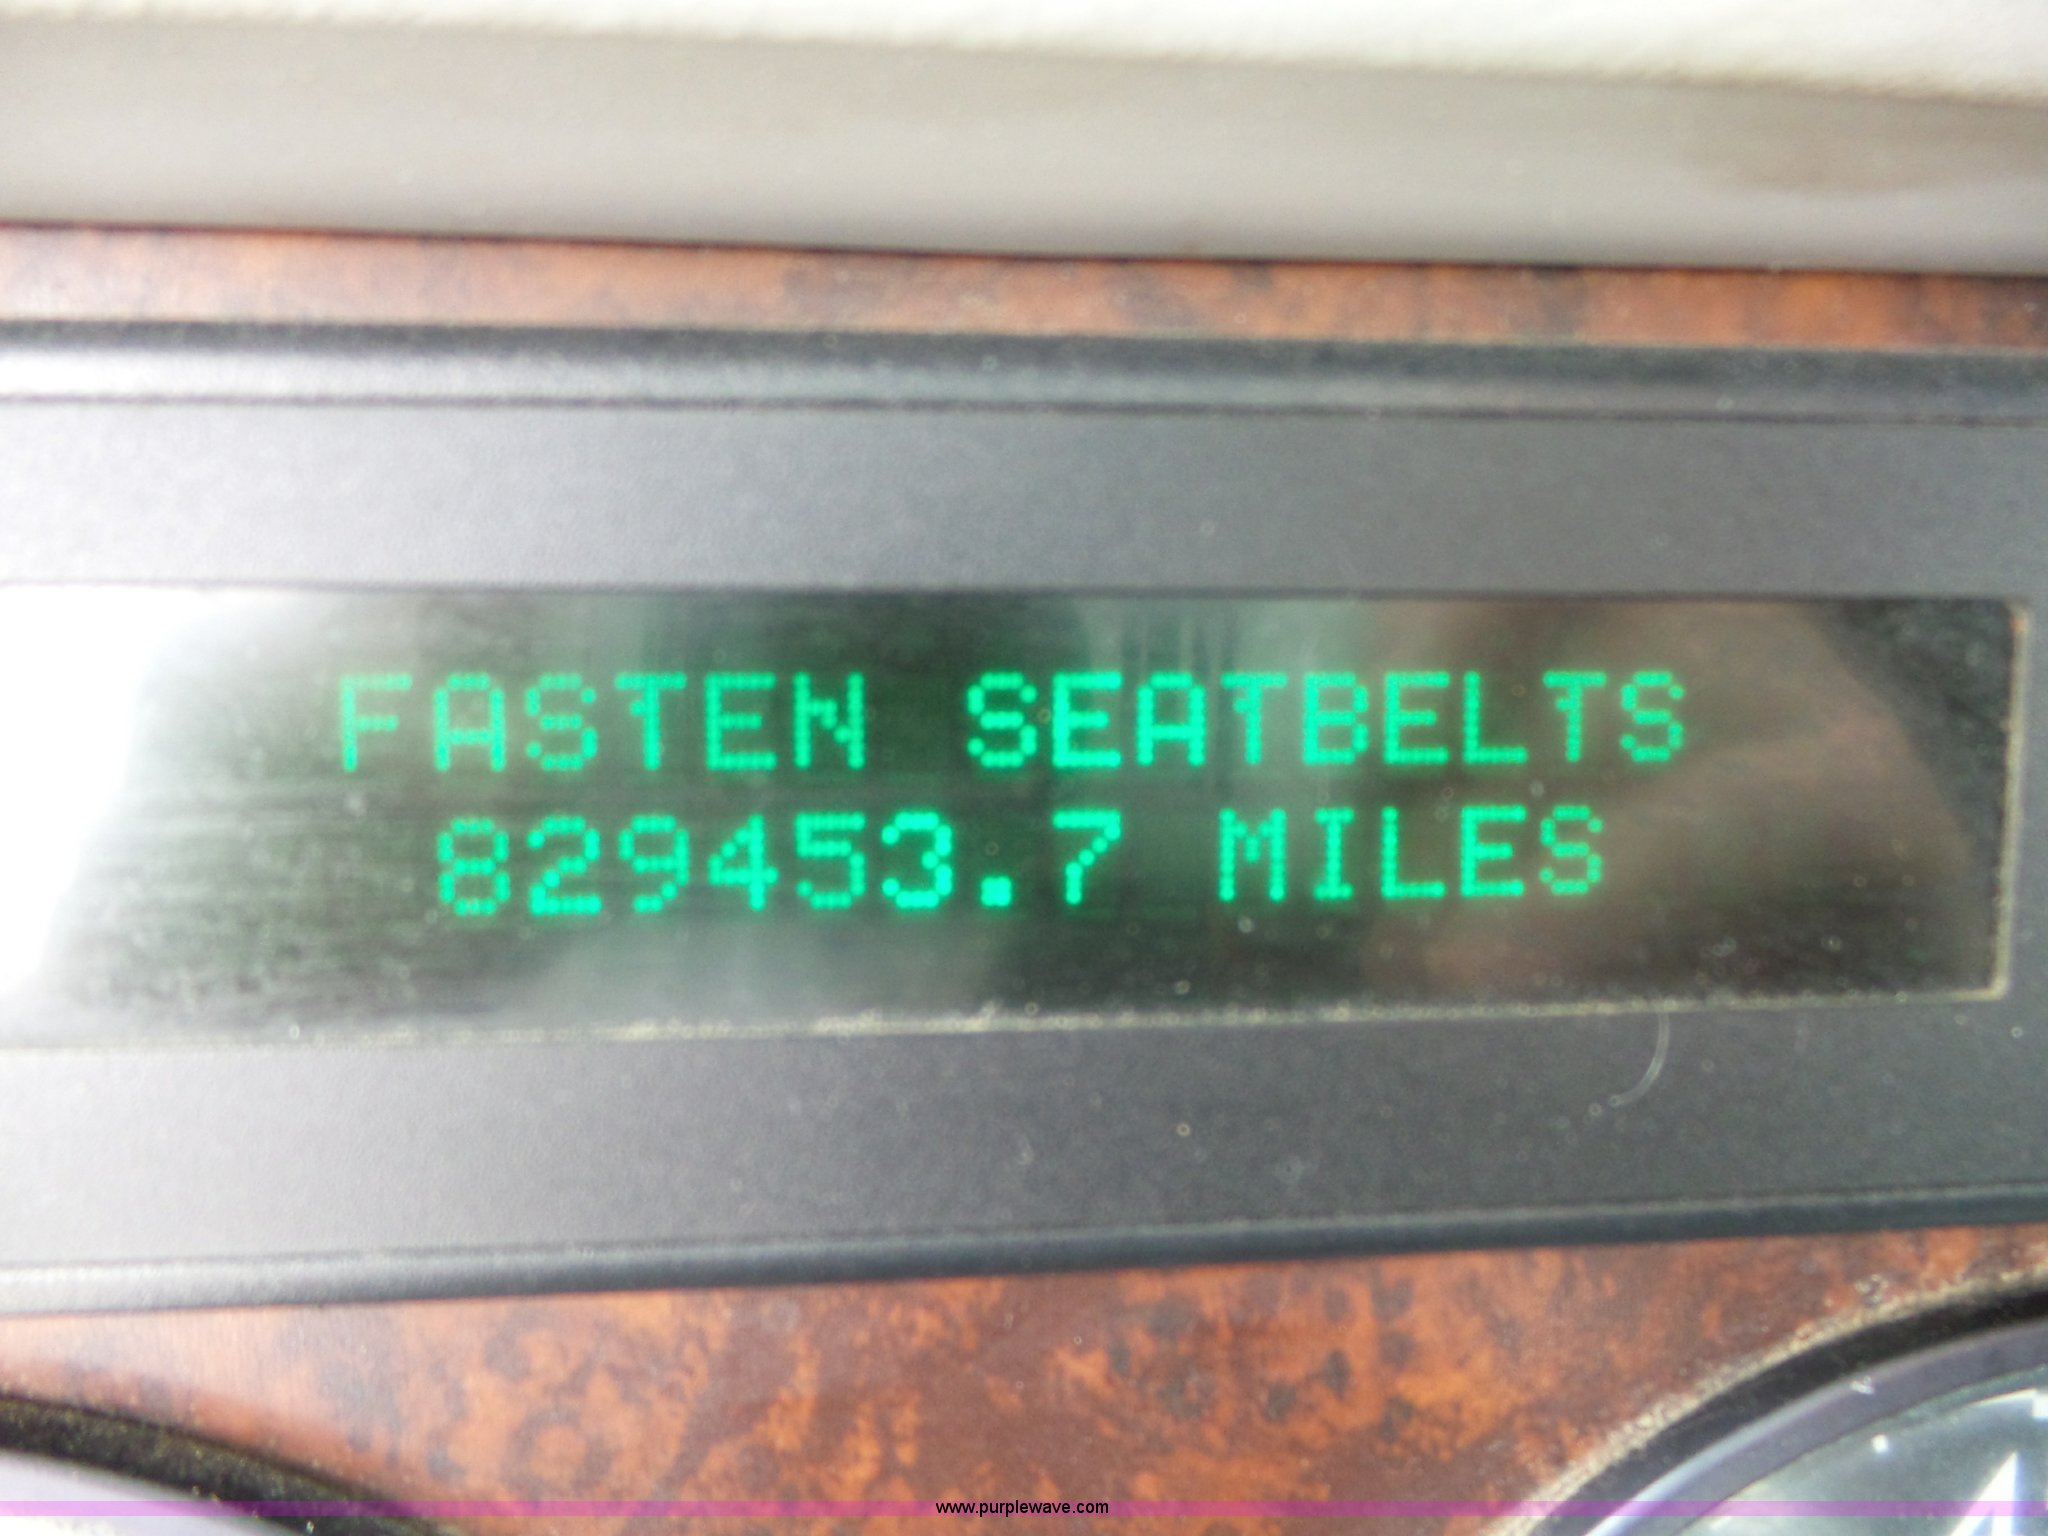 FASTEN SEATBELTS
829453.7 MILES
www.purplewave.com